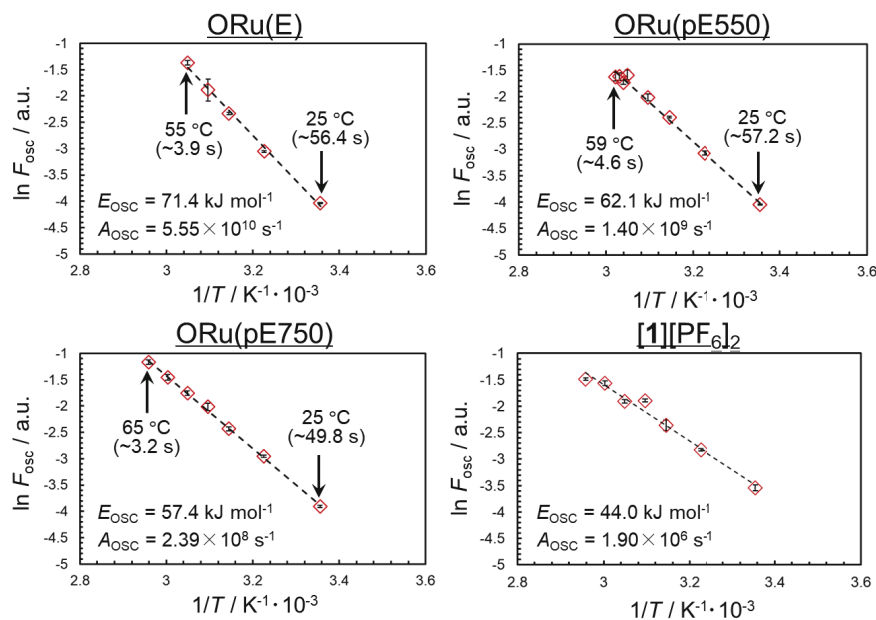 ORu(E)
-1
-1.5
-2
-2.5
-3
-3.5
-4
-4.5
-5
ln F_osc / a.u.
55 °C
(~3.9 s)
25 °C
(~56.4 s)
E_OSC = 71.4 kJ mol⁻¹
A_OSC = 5.55 × 10¹⁰ s⁻¹
2.8 3 3.2 3.4 3.6
1/T / K⁻¹·10⁻³
ORu(pE550)
-1
-1.5
-2
-2.5
-3
-3.5
-4
-4.5
-5
ln F_osc / a.u.
59 °C
(~4.6 s)
25 °C
(~57.2 s)
E_OSC = 62.1 kJ mol⁻¹
A_OSC = 1.40 × 10⁹ s⁻¹
2.8 3 3.2 3.4 3.6
1/T / K⁻¹·10⁻³
ORu(pE750)
-1
-1.5
-2
-2.5
-3
-3.5
-4
-4.5
-5
ln F_osc / a.u.
65 °C
(~3.2 s)
25 °C
(~49.8 s)
E_OSC = 57.4 kJ mol⁻¹
A_OSC = 2.39 × 10⁸ s⁻¹
2.8 3 3.2 3.4 3.6
1/T / K⁻¹·10⁻³
[1][PF₆]₂
-1
-1.5
-2
-2.5
-3
-3.5
-4
-4.5
-5
ln F_osc / a.u.
E_OSC = 44.0 kJ mol⁻¹
A_OSC = 1.90 × 10⁶ s⁻¹
2.8 3 3.2 3.4 3.6
1/T / K⁻¹·10⁻³